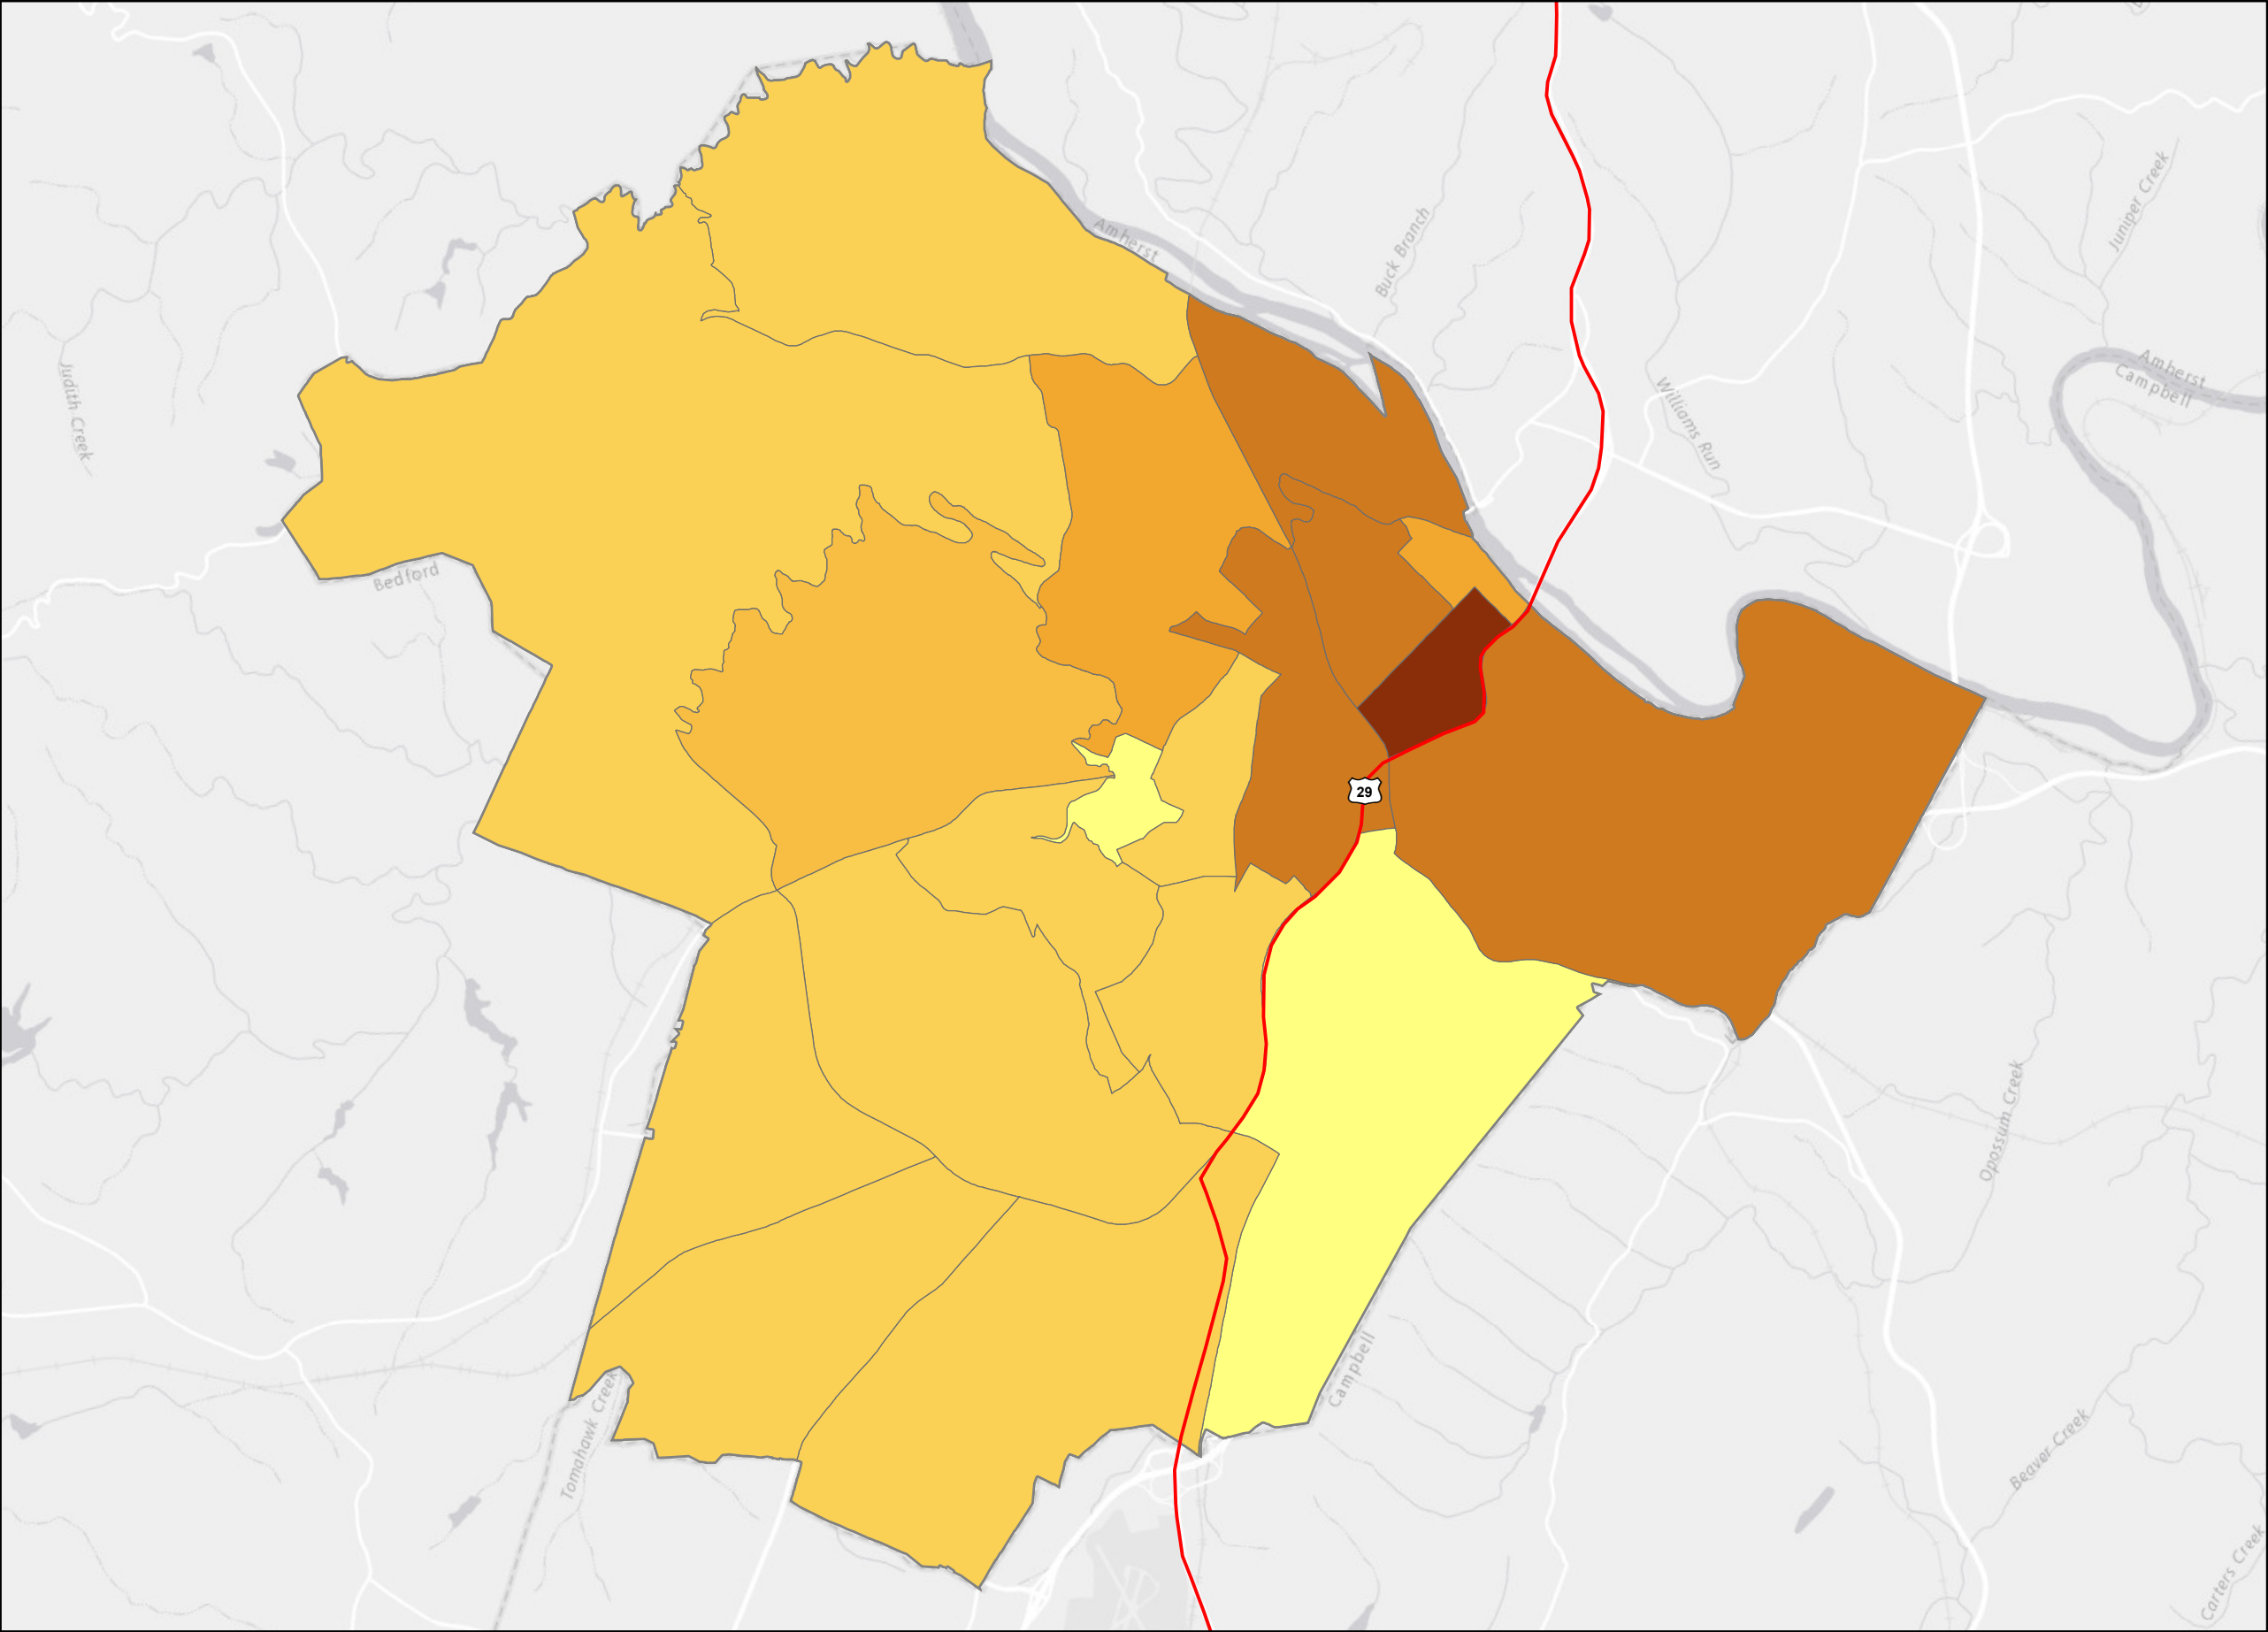 Amherst
Buck Branch
Juniper Creek
Judith Creek
Williams Run
Amherst
Campbell
Bedford
29
Opossum Creek
Campbell
Tomahawk Creek
Beaver Creek
Carters Creek